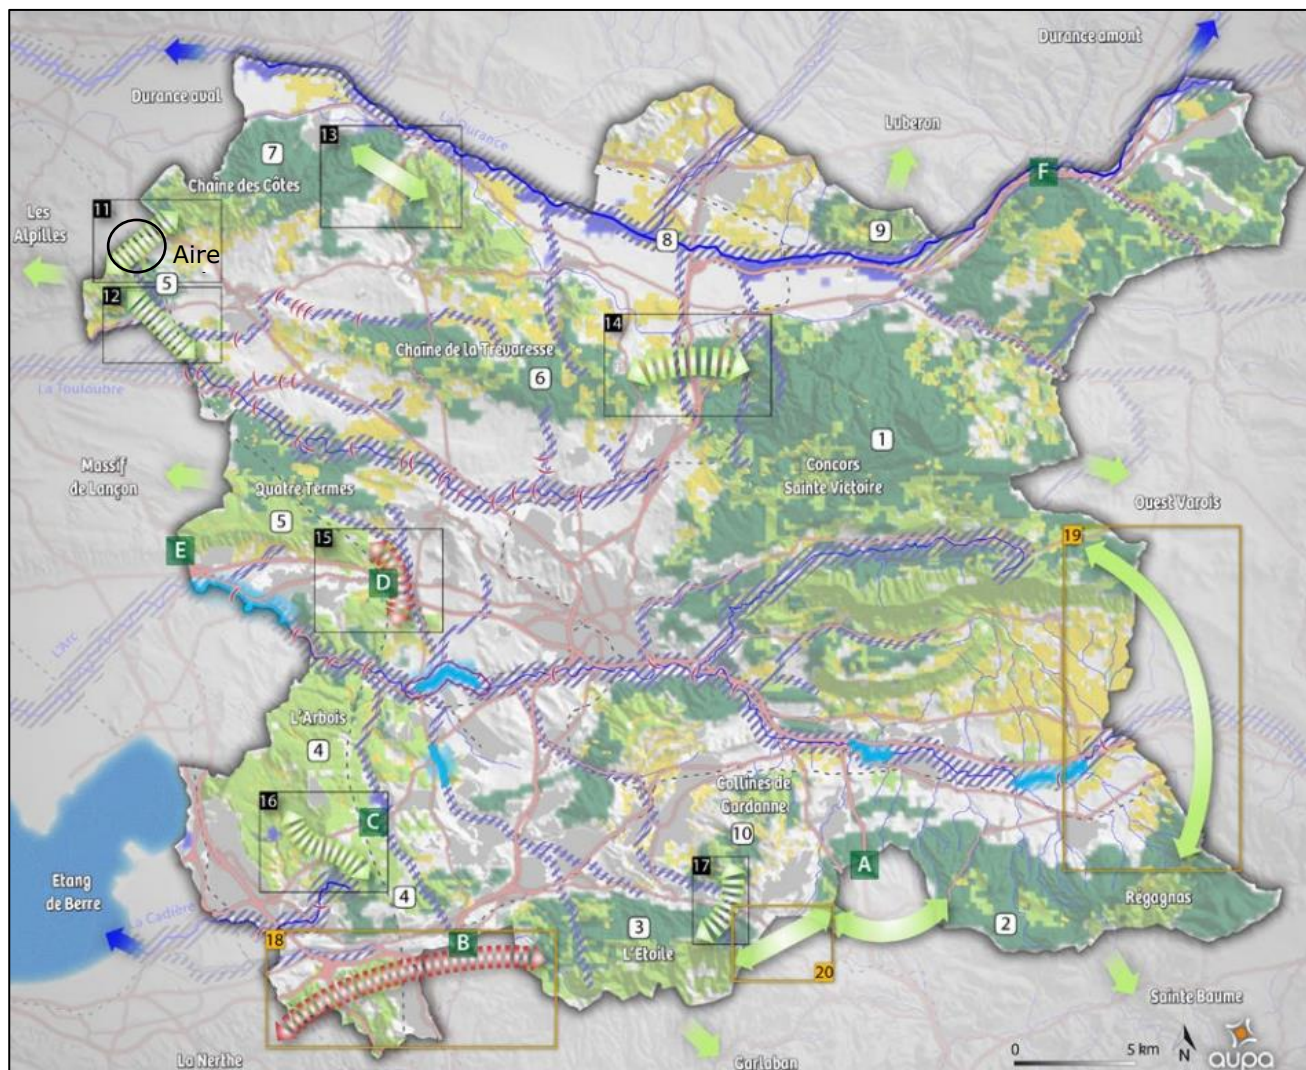 Durance amont
Durance aval
La Durance
Luberon
13
7
F
Chaîne des Côtes
11
Les
Alpilles
Aire
8
9
5
12
14
Chaîne de la Trévaresse
6
La Touloubre
1
Concors
Sainte Victoire
Massif
de Lançon
Quatre Termes
Ouest Varois
5
15
19
E
D
L'Arc
L'Arbois
4
Collines de
Gardanne
16
C
10
17
A
Etang
de Berre
4
La Cadière
3
2
Régagnas
18
B
L'Etoile
20
Sainte Baume
La Nerthe
Garlaban
0 5 km
N
aupa